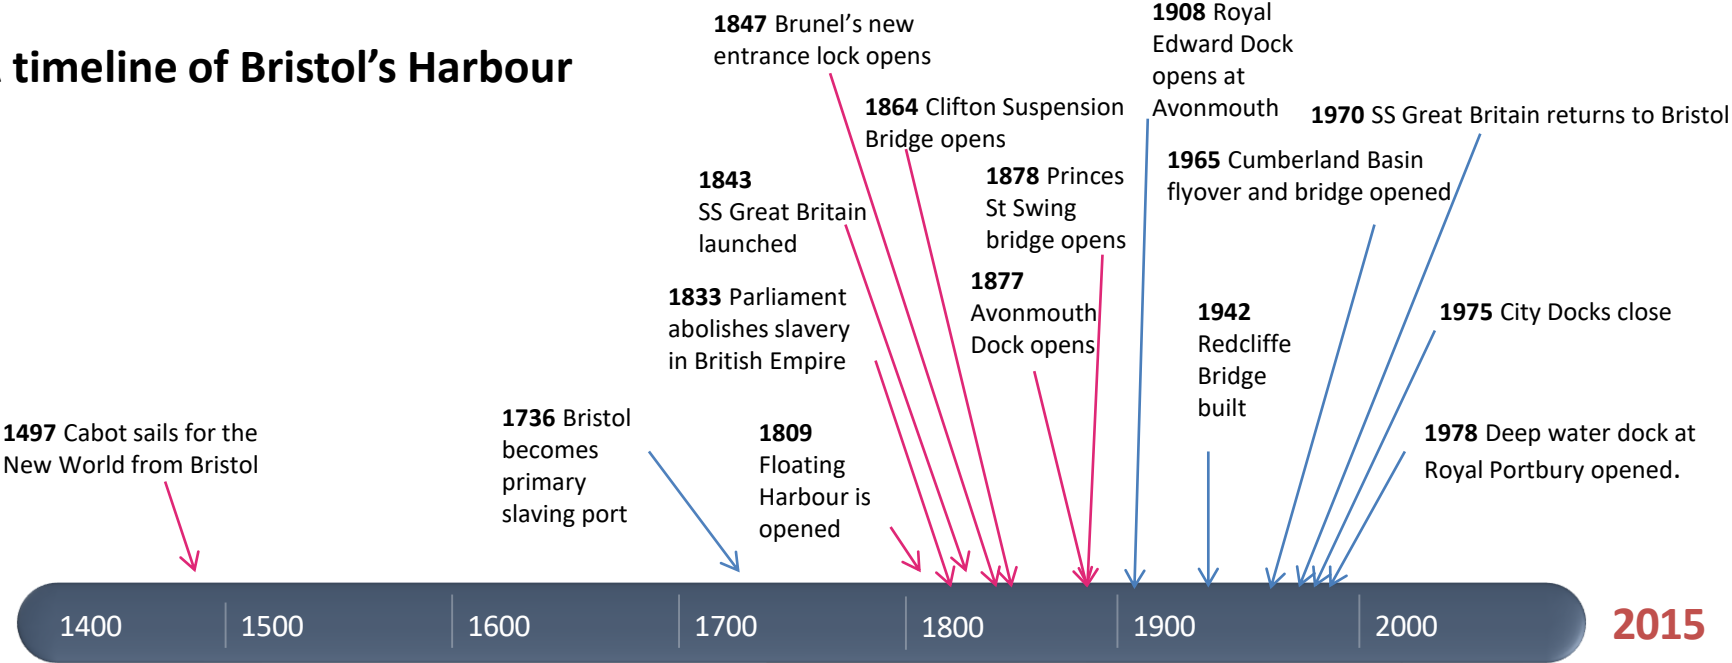 timeline of Bristol's Harbour
1847 Brunel's new
entrance lock opens
1908 Royal
Edward Dock
opens at
Avonmouth
1864 Clifton Suspension
Bridge opens
1970 SS Great Britain returns to Bristol
1965 Cumberland Basin
flyover and bridge opened
1843
SS Great Britain
launched
1878 Princes
St Swing
bridge opens
1833 Parliament
abolishes slavery
in British Empire
1877
Avonmouth
Dock opens
1942
Redcliffe
Bridge
built
1975 City Docks close
1497 Cabot sails for the
New World from Bristol
1736 Bristol
becomes
primary
slaving port
1809
Floating
Harbour is
opened
1978 Deep water dock at
Royal Portbury opened.
1400 1500 1600 1700 1800 1900 2000 2015